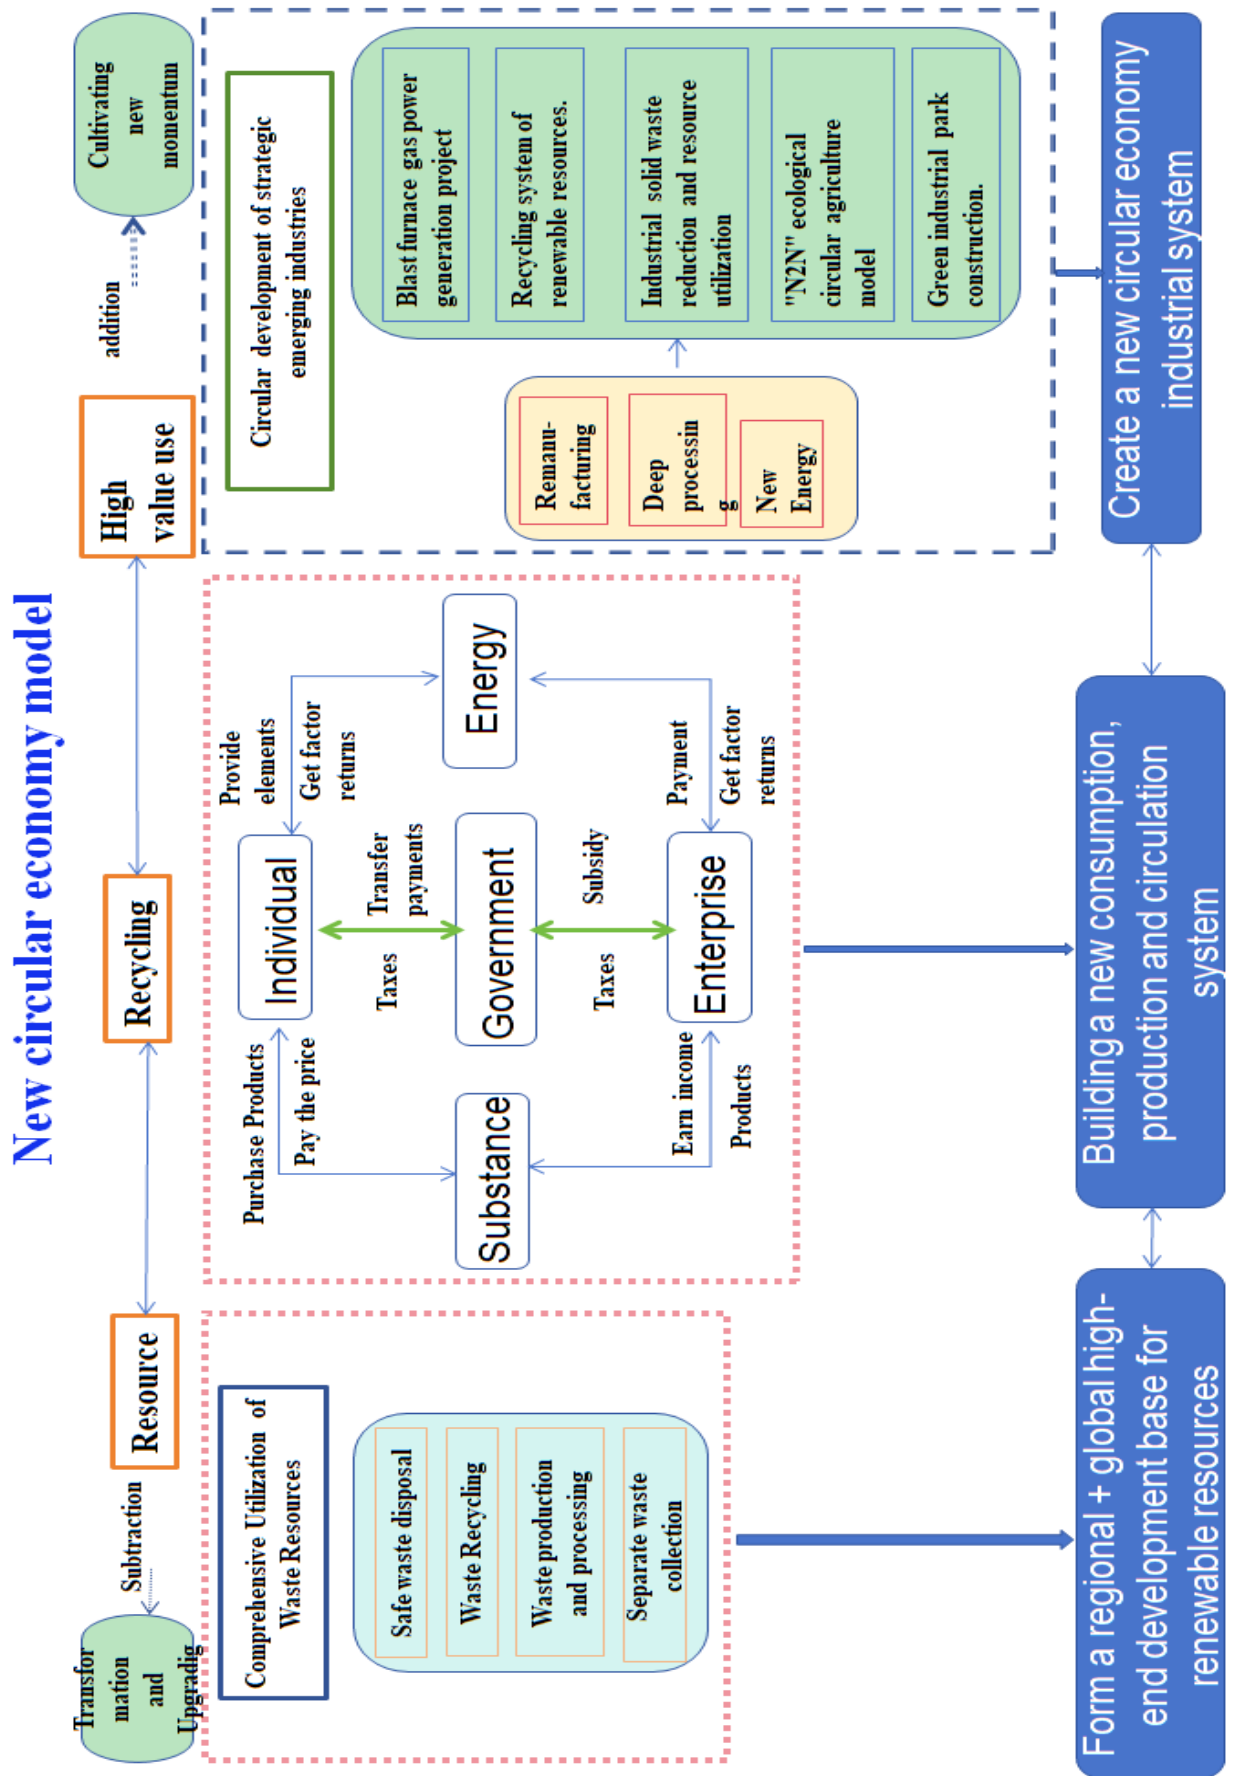 New circular economy model
Transfor
mation
and
Upgradig
Subtraction
Resource
Recycling
High
value use
addition
Cultivating
new
momentum
Comprehensive Utilization of
Waste Resources
Safe waste disposal
Waste Recycling
Waste production
and processing
Separate waste
collection
Purchase Products
Pay the price
Provide
elements
Get factor
returns
Individual
Taxes
Transfer
payments
Substance
Government
Energy
Taxes
Subsidy
Earn income
Products
Enterprise
Payment
Get factor
returns
Circular development of strategic
emerging industries
Remanu-
facturing
Deep
processin
g
New
Energy
Blast furnace gas power
generation project
Recycling system of
renewable resources.
Industrial solid waste
reduction and resource
utilization
"N2N" ecological
circular agriculture
model
Green industrial park
construction.
Form a regional + global high-
end development base for
renewable resources
Building a new consumption,
production and circulation
system
Create a new circular economy
industrial system